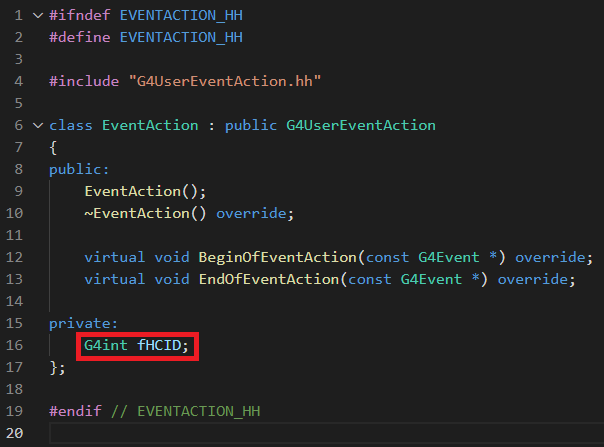 1 #ifndef EVENTACTION_HH
2 #define EVENTACTION_HH
3
4 #include "G4UserEventAction.hh"
5
6 class EventAction : public G4UserEventAction
7 {
8 public:
9 EventAction();
10 ~EventAction() override;
11
12 virtual void BeginOfEventAction(const G4Event *) override;
13 virtual void EndOfEventAction(const G4Event *) override;
14
15 private:
16 G4int fHCID;
17 };
18
19 #endif // EVENTACTION_HH
20